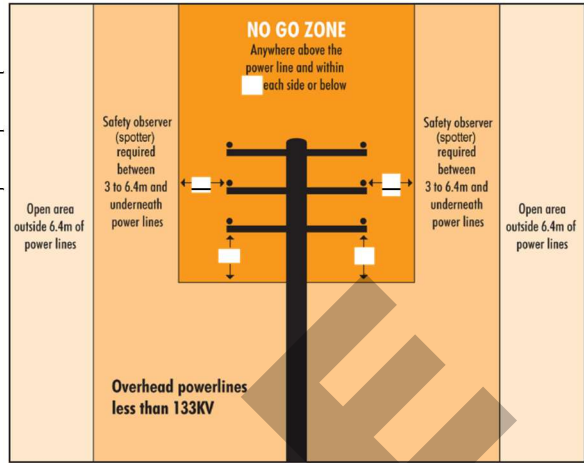 NO GO ZONE
Anywhere above the
power line and within
each side or below
Safety observer
(spotter)
required
between
3 to 6.4m and
underneath
power lines
Safety observer
(spotter)
required
between
3 to 6.4m and
underneath
power lines
Open area
outside 6.4m of
power lines
Open area
outside 6.4m of
power lines
Overhead powerlines
less than 133KV